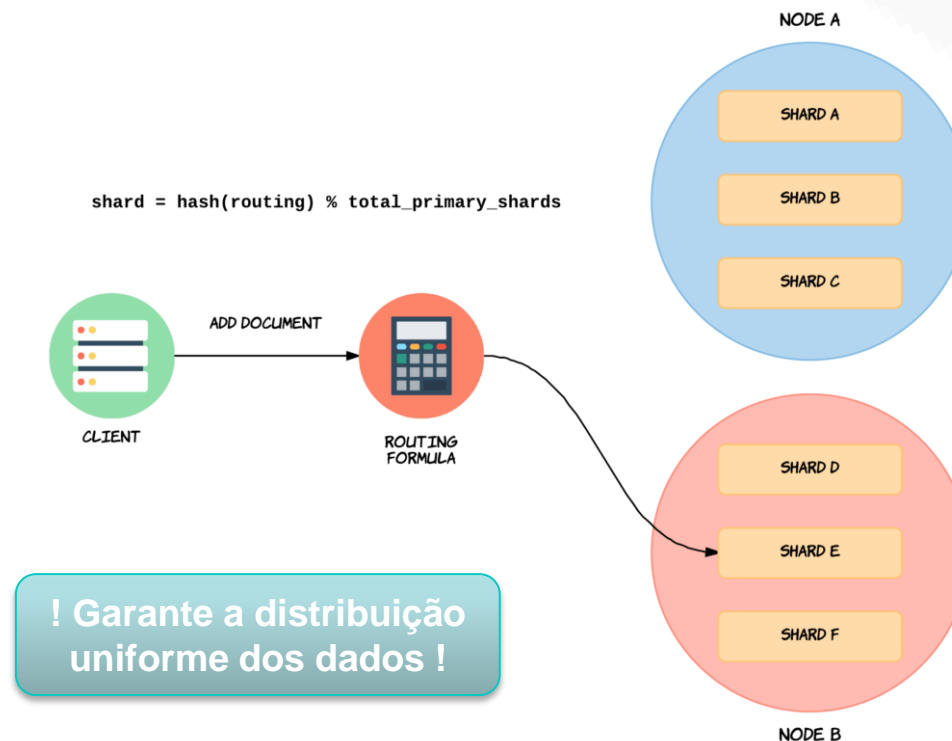 NODE A
SHARD A
SHARD B
SHARD C
shard = hash(routing) % total_primary_shards
ADD DOCUMENT
CLIENT
ROUTING
FORMULA
SHARD D
SHARD E
SHARD F
NODE B
! Garante a distribuição
uniforme dos dados !